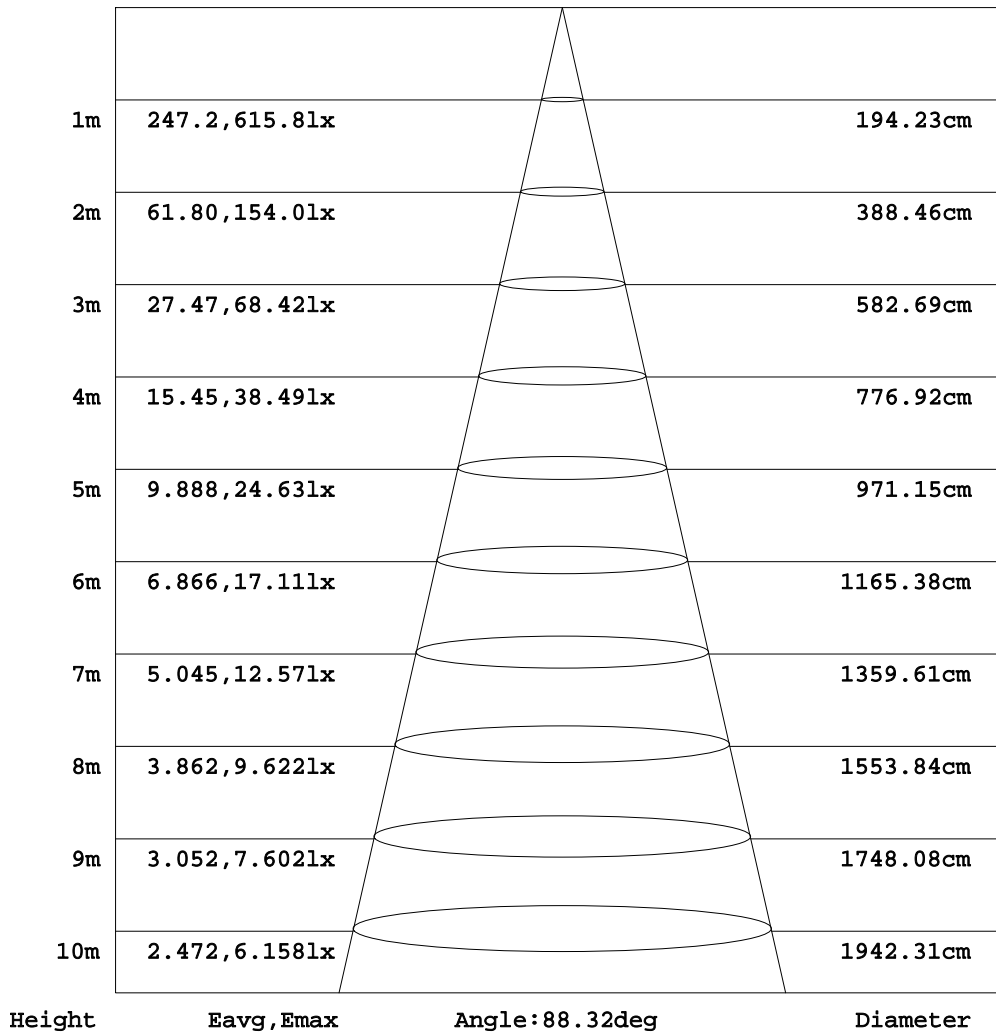 1m 247.2,615.8lx 194.23cm
2m 61.80,154.0lx 388.46cm
3m 27.47,68.42lx 582.69cm
4m 15.45,38.49lx 776.92cm
5m 9.888,24.63lx 971.15cm
6m 6.866,17.11lx 1165.38cm
7m 5.045,12.57lx 1359.61cm
8m 3.862,9.622lx 1553.84cm
9m 3.052,7.602lx 1748.08cm
10m 2.472,6.158lx 1942.31cm
Height Eavg,Emax Angle:88.32deg Diameter